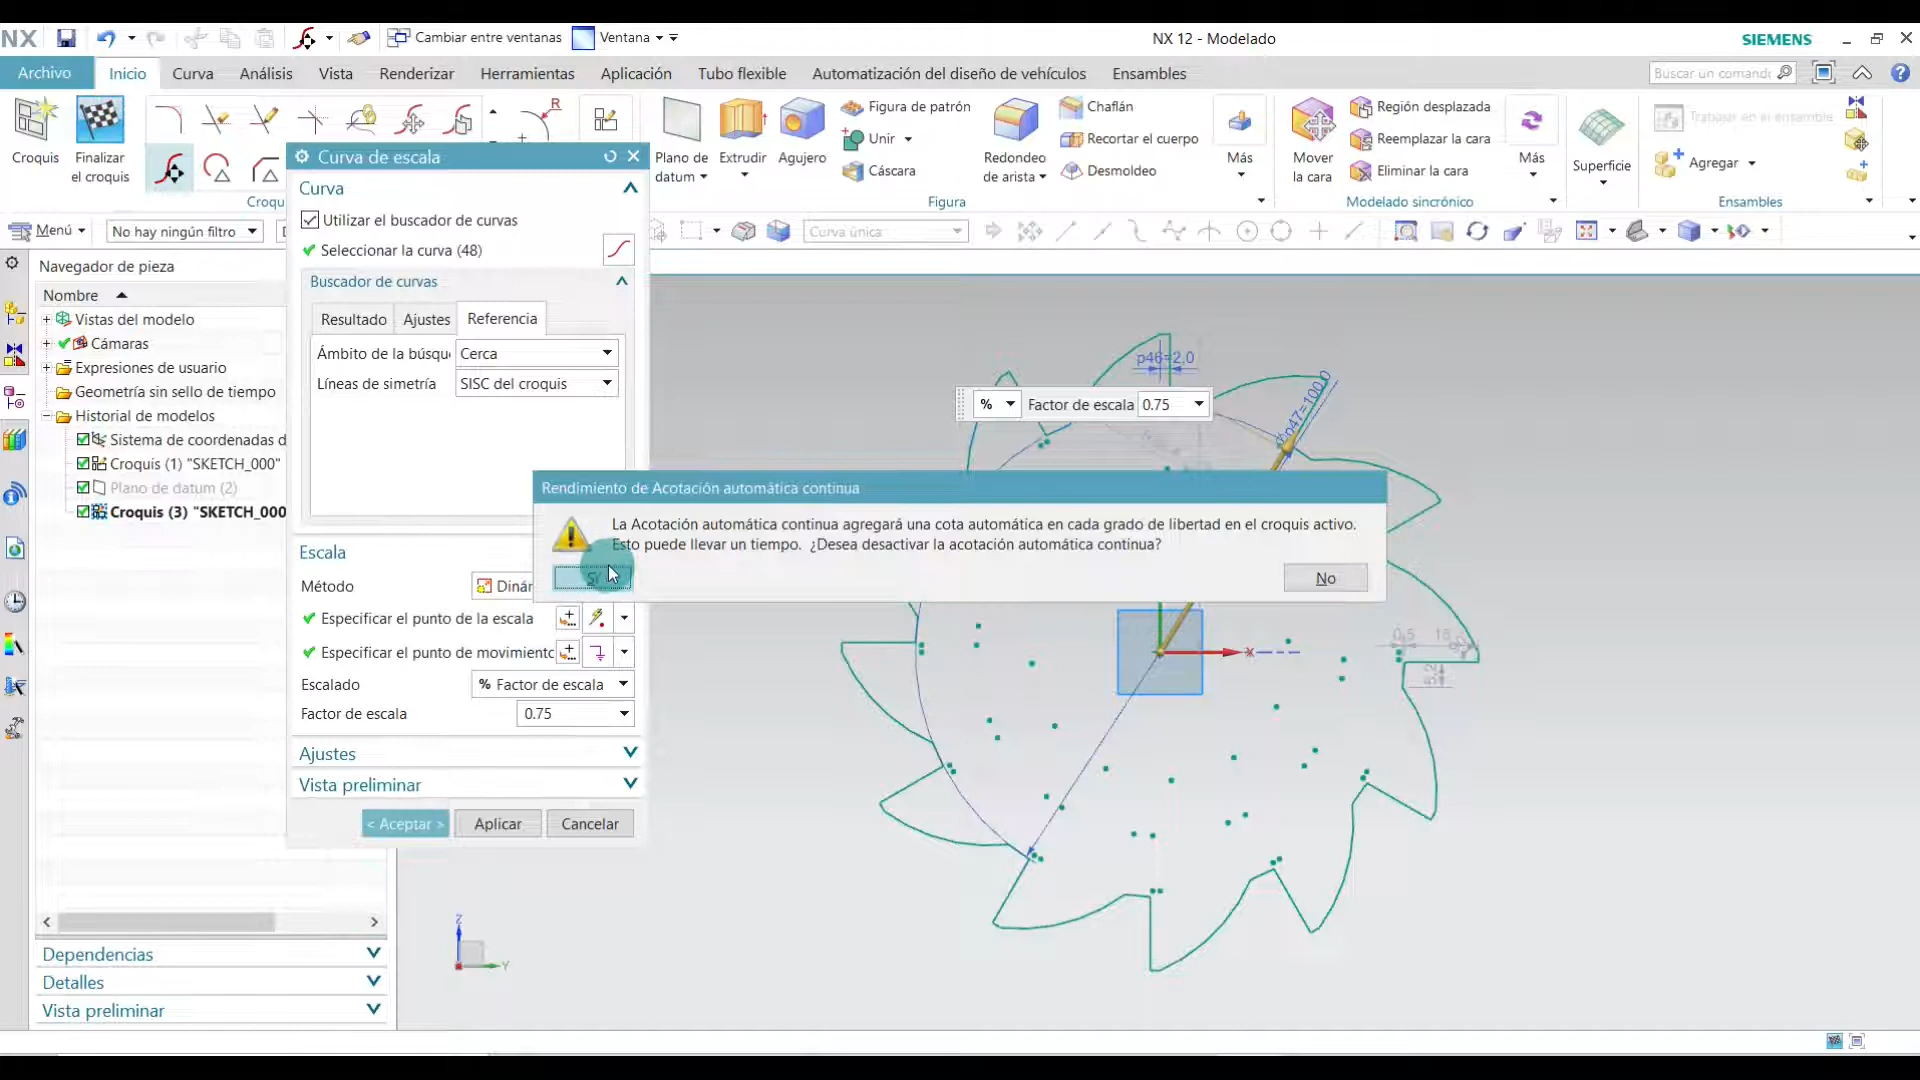 NX
Cambiar entre ventanas
Ventana
NX 12 - Modelado
SIEMENS
Archivo
Inicio
Curva
Análisis
Vista
Renderizar
Herramientas
Aplicación
Tubo flexible
Automatización del diseño de vehículos
Ensambles
Croquis
Finalizar
el croquis
R
Plano de
datum
Extrudir
Agujero
Figura de patrón
Unir
Cáscara
Redondeo
de arista
Chaflán
Recortar el cuerpo
Desmoldeo
Más
Mover
la cara
Región desplazada
Reemplazar la cara
Eliminar la cara
Más
Superficie
Trabajar en el ensamble
Agregar
Croqu
Figura
Modelado sincrónico
Ensambles
Menú
No hay ningún filtro
Curva única
Navegador de pieza
Nombre
Vistas del modelo
Cámaras
Expresiones de usuario
Geometría sin sello de tiempo
Historial de modelos
Sistema de coordenadas d
Croquis (1) "SKETCH_000"
Plano de datum (2)
Croquis (3) "SKETCH_000
Dependencias
Detalles
Vista preliminar
Curva de escala
Curva
Utilizar el buscador de curvas
Seleccionar la curva (48)
Buscador de curvas
Resultado
Ajustes
Referencia
Ámbito de la búsqu
Cerca
Líneas de simetría
SISC del croquis
Escala
Método
Dinár
Especificar el punto de la escala
Especificar el punto de movimiento
Escalado
% Factor de escala
Factor de escala
0.75
Ajustes
Vista preliminar
< Aceptar >
Aplicar
Cancelar
p46=2.0
p47=100.0
%
Factor de escala
0.75
Rendimiento de Acotación automática continua
La Acotación automática continua agregará una cota automática en cada grado de libertad en el croquis activo.
Esto puede llevar un tiempo. ¿Desea desactivar la acotación automática continua?
Sí
No
X
Z
Y